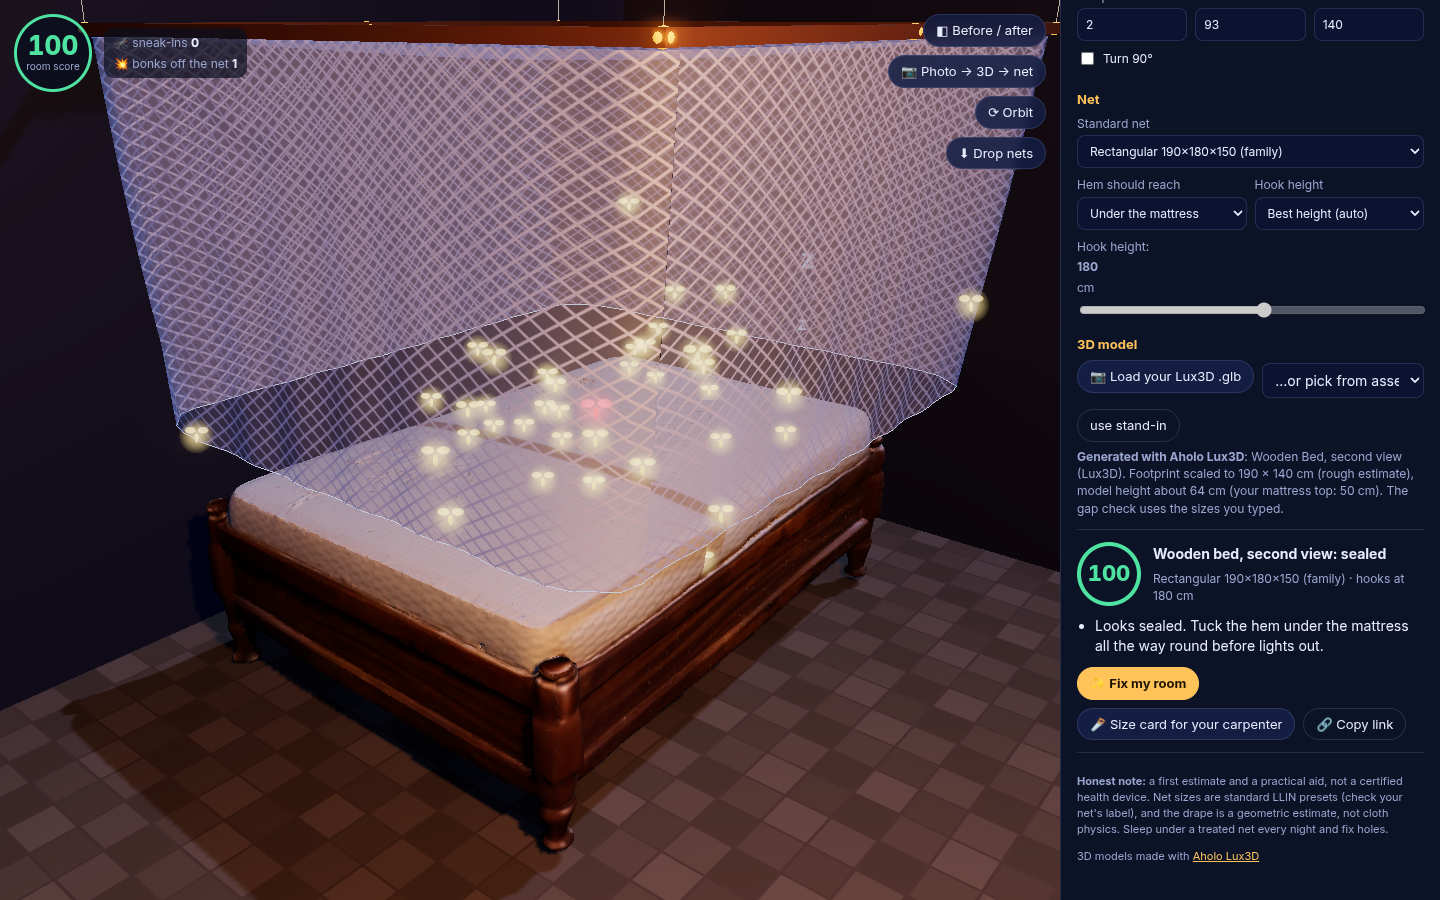 100
room score
sneak-ins 0
bonks off the net 1
Before / after
Photo → 3D → net
Orbit
Drop nets
z
z
2
93
140
Turn 90°
Net
Standard net
Rectangular 190×180×150 (family)
Hem should reach
Hook height
Under the mattress
Best height (auto)
Hook height:
180
cm
3D model
Load your Lux3D .glb
...or pick from asse
use stand-in
Generated with Aholo Lux3D: Wooden Bed, second view
(Lux3D). Footprint scaled to 190 × 140 cm (rough estimate),
model height about 64 cm (your mattress top: 50 cm). The
gap check uses the sizes you typed.
100
Wooden bed, second view: sealed
Rectangular 190×180×150 (family) · hooks at
180 cm
Looks sealed. Tuck the hem under the mattress
all the way round before lights out.
Fix my room
Size card for your carpenter
Copy link
Honest note: a first estimate and a practical aid, not a certified
health device. Net sizes are standard LLIN presets (check your
net's label), and the drape is a geometric estimate, not cloth
physics. Sleep under a treated net every night and fix holes.
3D models made with Aholo Lux3D